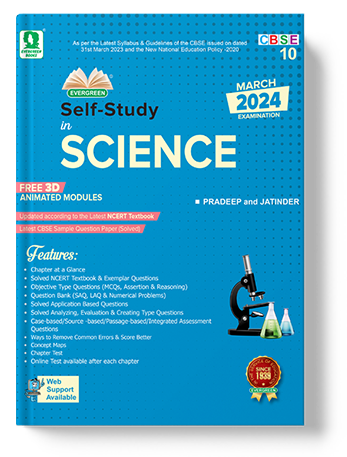 EVERGREEN
BOOKS
As per the Latest Syllabus & Guidelines of the CBSE issued on dated
31st March 2023 and the New National Education Policy -2020
CBSE
10
EVERGREEN
Self-Study
in
SCIENCE
MARCH
2024
EXAMINATION
FREE 3D
ANIMATED MODULES
PRADEEP and JATINDER
Updated according to the Latest NCERT Textbook
Latest CBSE Sample Question Paper (Solved)
Features:
• Chapter at a Glance
• Solved NCERT Textbook & Exemplar Questions
• Objective Type Questions (MCQs, Assertion & Reasoning)
• Question Bank (SAQ, LAQ & Numerical Problems)
• Solved Application Based Questions
• Solved Analyzing, Evaluation & Creating Type Questions
• Case-based/Source -based/Passage-based/Integrated Assessment
Questions
• Ways to Remove Common Errors & Score Better
• Concept Maps
• Chapter Test
• Online Test available after each chapter
Web
Support
Available
SINCE
1939
EVERGREEN